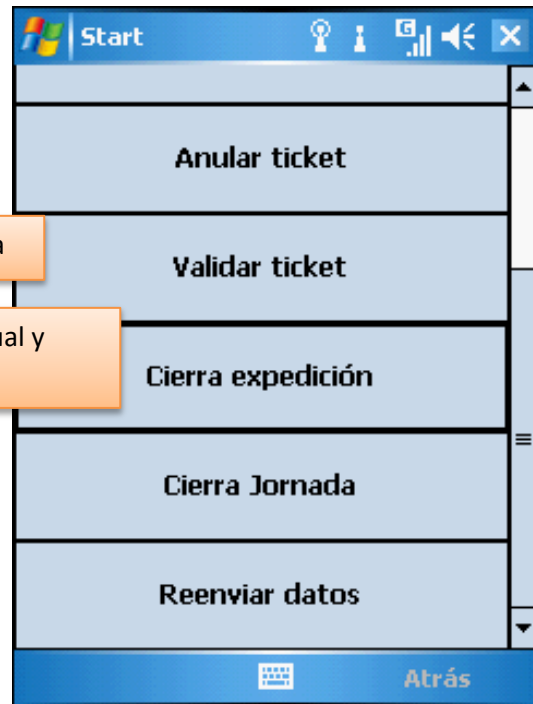 Start
G
Anular ticket
a
Validar ticket
ual y
Cierra expedición
Cierra Jornada
Reenviar datos
Atrás